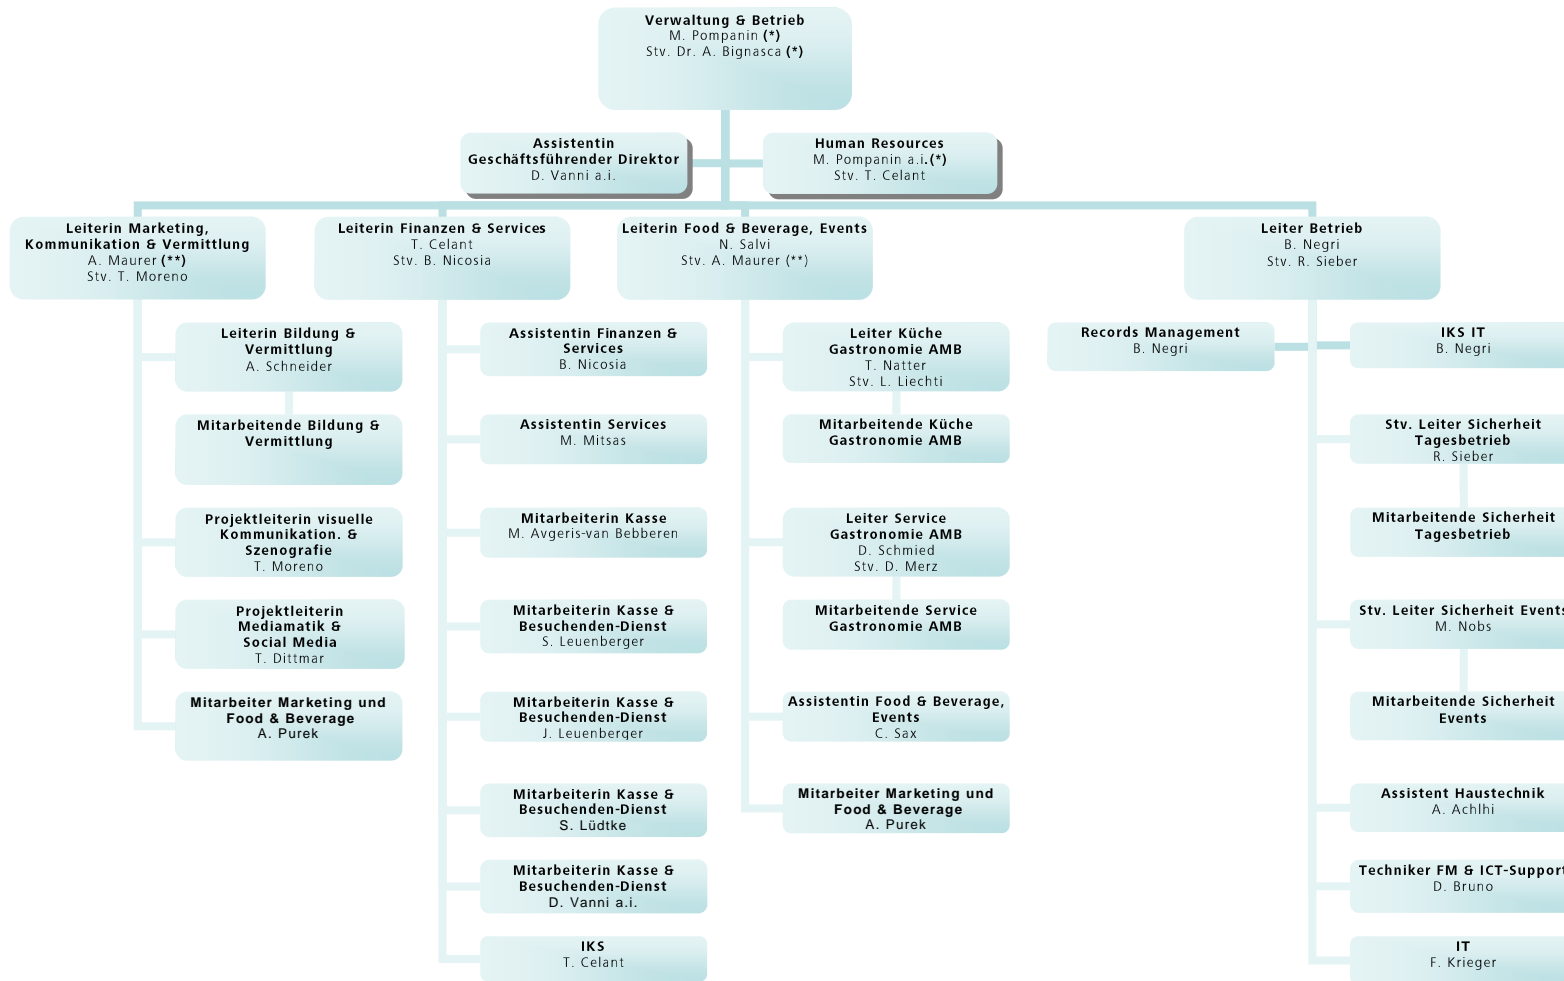 Verwaltung & Betrieb
M. Pompanin (*)
Stv. Dr. A. Bignasca (*)
Assistentin
Geschäftsführender Direktor
D. Vanni a.i.
Human Resources
M. Pompanin a.i.(*)
Stv. T. Celant
Leiterin Marketing,
Kommunikation & Vermittlung
A. Maurer (**)
Stv. T. Moreno
Leiterin Finanzen & Services
T. Celant
Stv. B. Nicosia
Leiterin Food & Beverage, Events
N. Salvi
Stv. A. Maurer (**)
Leiter Betrieb
B. Negri
Stv. R. Sieber
Leiterin Bildung &
Vermittlung
A. Schneider
Mitarbeitende Bildung &
Vermittlung
Projektleiterin visuelle
Kommunikation. &
Szenografie
T. Moreno
Projektleiterin
Mediamatik &
Social Media
T. Dittmar
Mitarbeiter Marketing und
Food & Beverage
A. Purek
Assistentin Finanzen &
Services
B. Nicosia
Assistentin Services
M. Mitsas
Mitarbeiterin Kasse
M. Avgeris-van Bebberen
Mitarbeiterin Kasse &
Besuchenden-Dienst
S. Leuenberger
Mitarbeiterin Kasse &
Besuchenden-Dienst
J. Leuenberger
Mitarbeiterin Kasse &
Besuchenden-Dienst
S. Lüdtke
Mitarbeiterin Kasse &
Besuchenden-Dienst
D. Vanni a.i.
IKS
T. Celant
Leiter Küche
Gastronomie AMB
T. Natter
Stv. L. Liechti
Mitarbeitende Küche
Gastronomie AMB
Leiter Service
Gastronomie AMB
D. Schmied
Stv. D. Merz
Mitarbeitende Service
Gastronomie AMB
Assistentin Food & Beverage,
Events
C. Sax
Mitarbeiter Marketing und
Food & Beverage
A. Purek
Records Management
B. Negri
IKS IT
B. Negri
Stv. Leiter Sicherheit
Tagesbetrieb
R. Sieber
Mitarbeitende Sicherheit
Tagesbetrieb
Stv. Leiter Sicherheit Events
M. Nobs
Mitarbeitende Sicherheit
Events
Assistent Haustechnik
A. Achlhi
Techniker FM & ICT-Support
D. Bruno
IT
F. Krieger